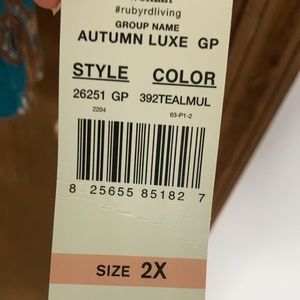 #rubyrdliving
GROUP NAME
AUTUMN LUXE GP
STYLE COLOR
26251 GP 392TEALMUL
2204 63-P1-2
8 25655 85182 7
SIZE 2X